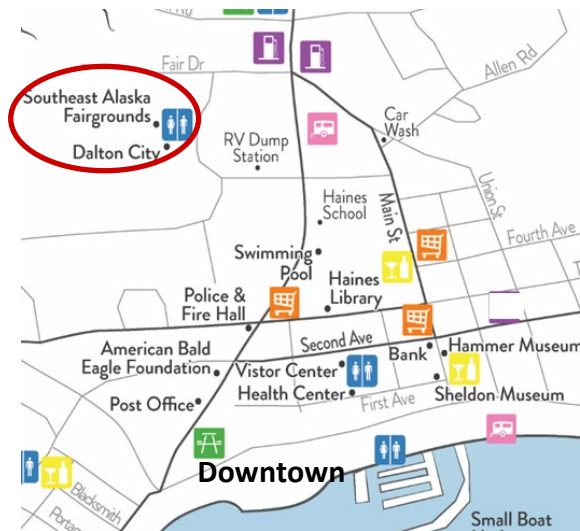 Fair Dr
Allen Rd
Southeast Alaska
Fairgrounds
Dalton City
Car
Wash
RV Dump
Station
Union St
Haines
School
Main St
Fourth Ave
Swimming
Pool
Haines
Library
Police &
Fire Hall
Second Ave
Bank
Hammer Museum
American Bald
Eagle Foundation
Vistor Center
Health Center
Sheldon Museum
First Ave
Post Office
Downtown
Blacksmith
Small Boat